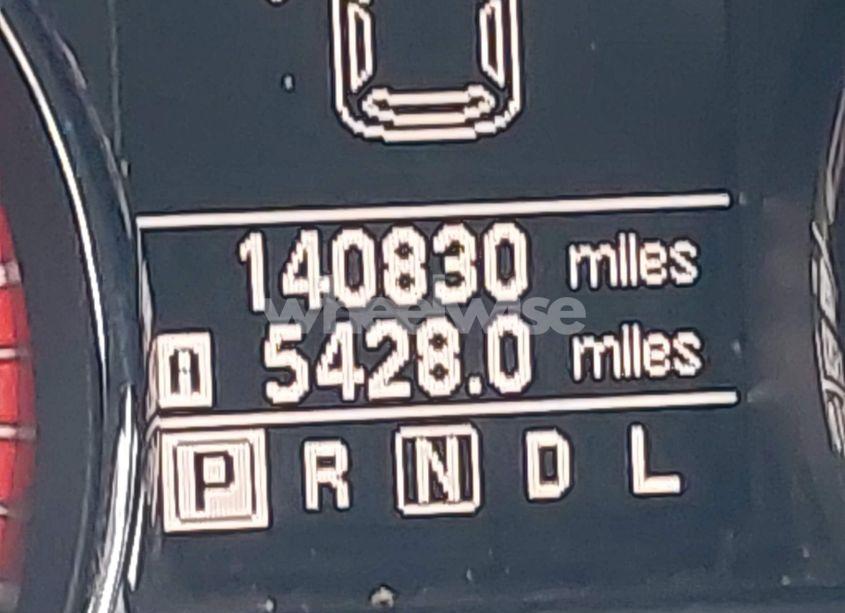 140830 miles
wheelwise
A 5428.0 miles
P R N D L